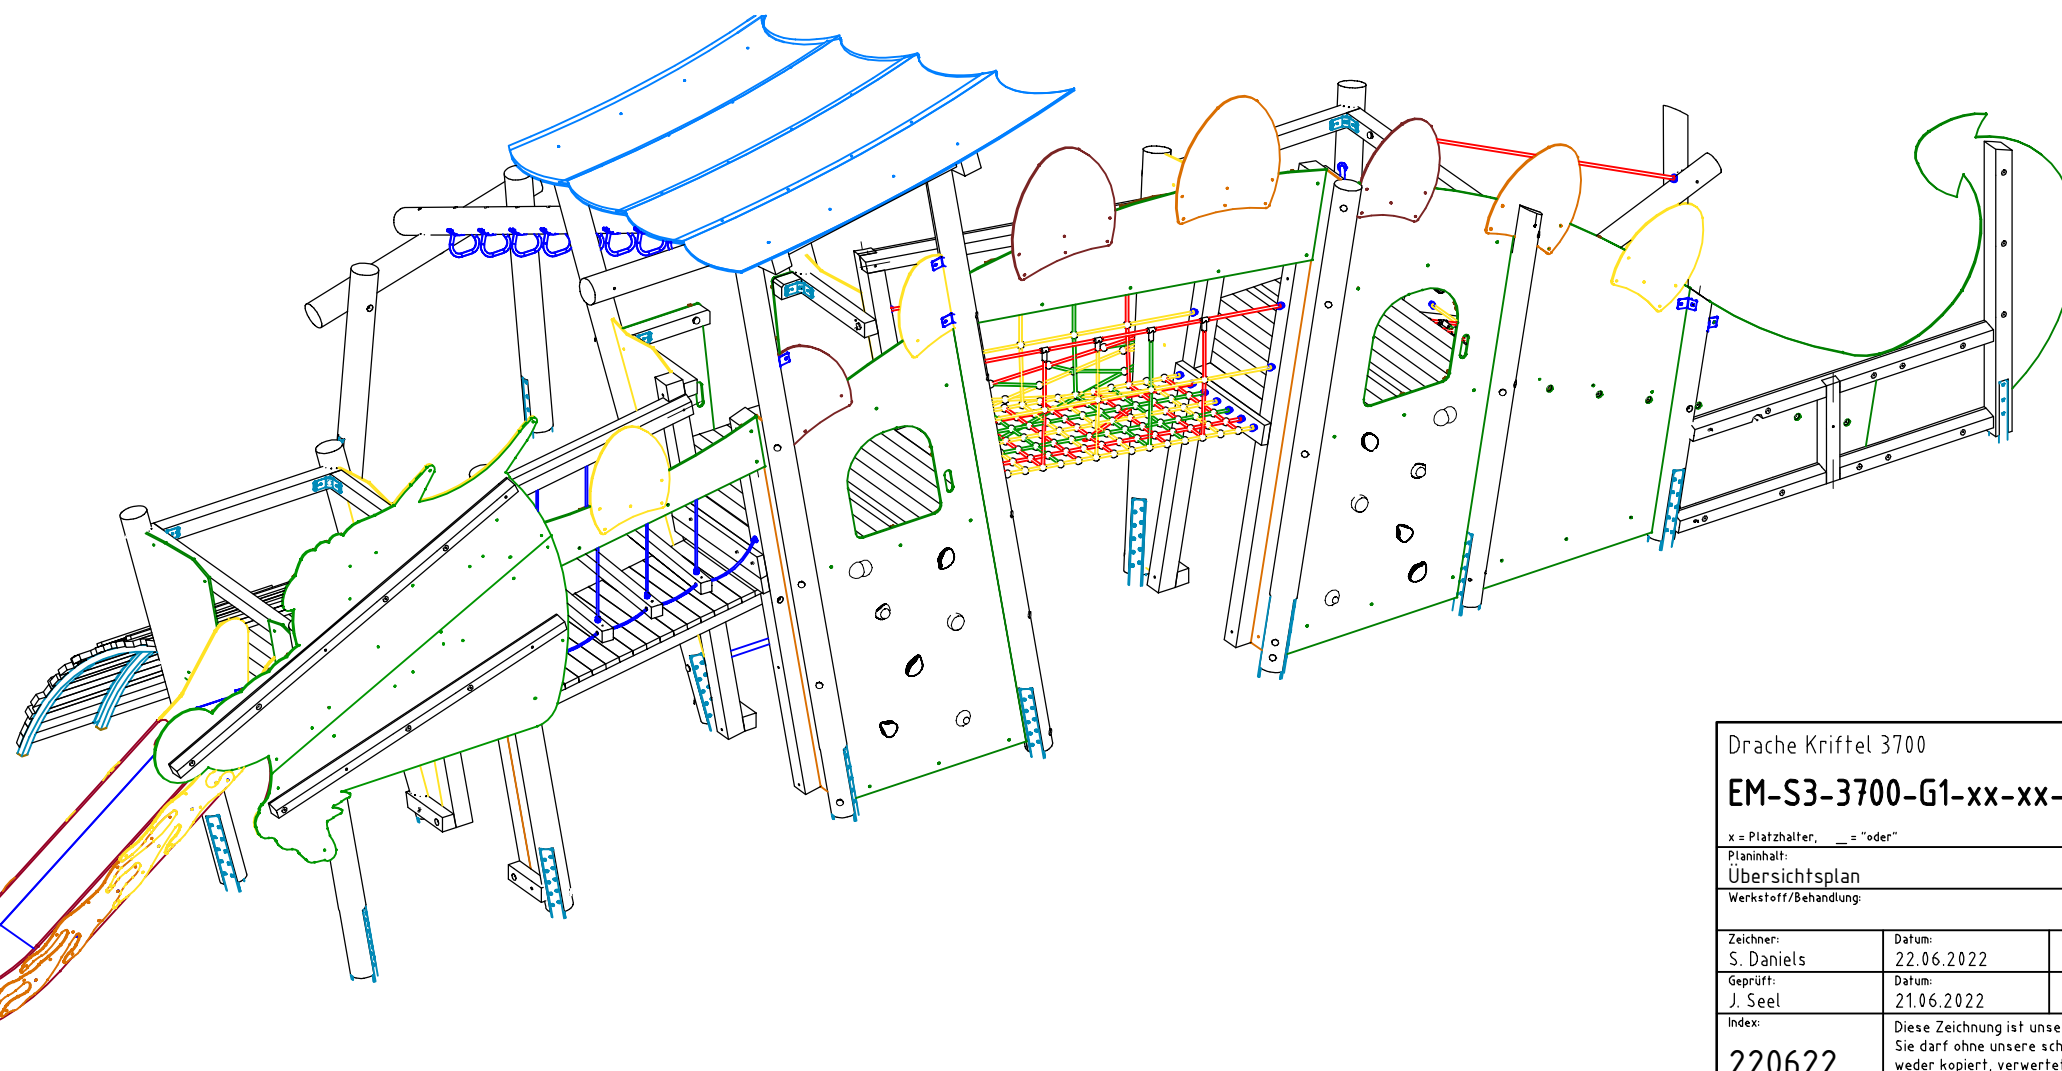 Drache Kriftel 3700
EM-S3-3700-G1-xx-xx-
x = Platzhalter, __ = "oder"
Planinhalt:
Übersichtsplan
Werkstoff/Behandlung:
Zeichner:
S. Daniels
Datum:
22.06.2022
Geprüft:
J. Seel
Datum:
21.06.2022
Index:
220622
Diese Zeichnung ist unse
Sie darf ohne unsere sch
weder kopiert, verwertet